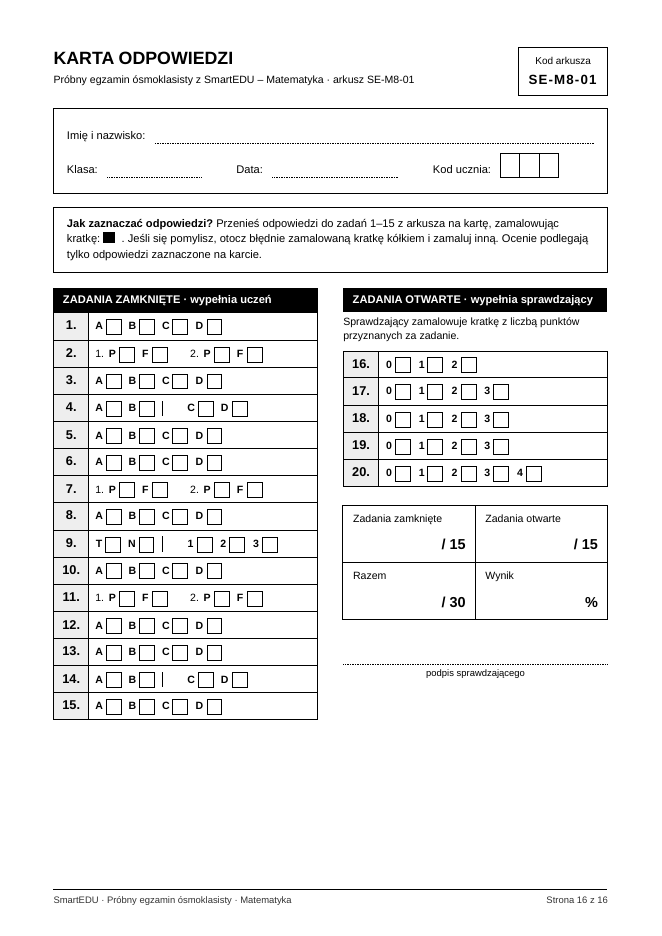 KARTA ODPOWIEDZI
Próbny egzamin ósmoklasisty z SmartEDU – Matematyka · arkusz SE-M8-01
Kod arkusza
SE-M8-01
Imię i nazwisko:
Klasa: Data: Kod ucznia:
Jak zaznaczać odpowiedzi? Przenieś odpowiedzi do zadań 1–15 z arkusza na kartę, zamalowując
kratkę: . Jeśli się pomylisz, otocz błędnie zamalowaną kratkę kółkiem i zamaluj inną. Ocenie podlegają
tylko odpowiedzi zaznaczone na karcie.
ZADANIA ZAMKNIĘTE · wypełnia uczeń
1. A B C D
2. 1. P F 2. P F
3. A B C D
4. A B C D
5. A B C D
6. A B C D
7. 1. P F 2. P F
8. A B C D
9. T N 1 2 3
10. A B C D
11. 1. P F 2. P F
12. A B C D
13. A B C D
14. A B C D
15. A B C D
ZADANIA OTWARTE · wypełnia sprawdzający
Sprawdzający zamalowuje kratkę z liczbą punktów
przyznanych za zadanie.
16. 0 1 2
17. 0 1 2 3
18. 0 1 2 3
19. 0 1 2 3
20. 0 1 2 3 4
Zadania zamknięte Zadania otwarte
/ 15 / 15
Razem Wynik
/ 30 %
podpis sprawdzającego
SmartEDU · Próbny egzamin ósmoklasisty · Matematyka Strona 16 z 16